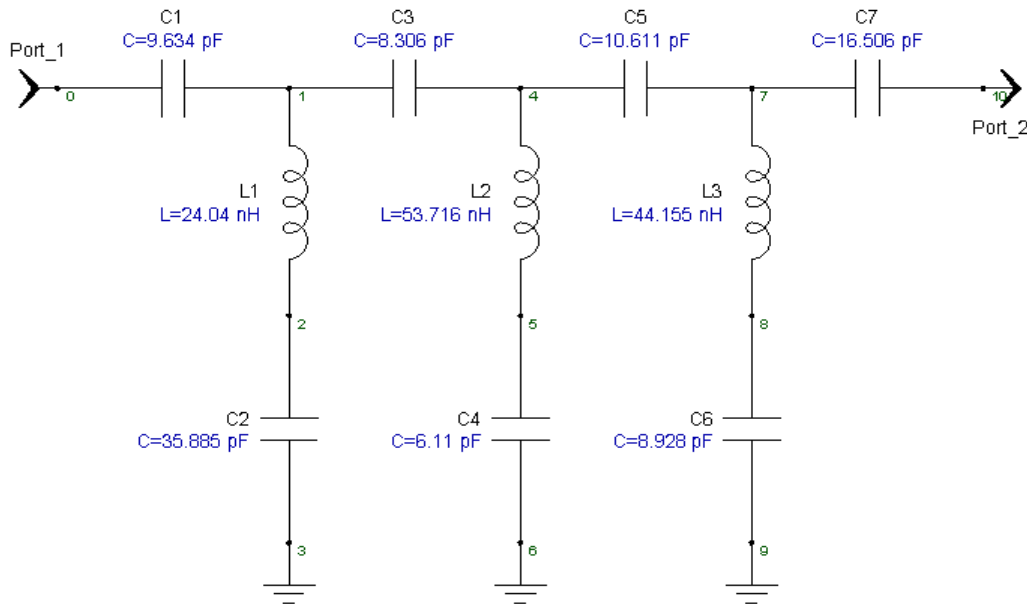 C1
C=9.634 pF
C3
C=8.306 pF
C5
C=10.611 pF
C7
C=16.506 pF
Port_1
0
1
4
7
10
Port_2
L1
L=24.04 nH
L2
L=53.716 nH
L3
L=44.155 nH
2
5
8
C2
C=35.885 pF
C4
C=6.11 pF
C6
C=8.928 pF
3
6
9